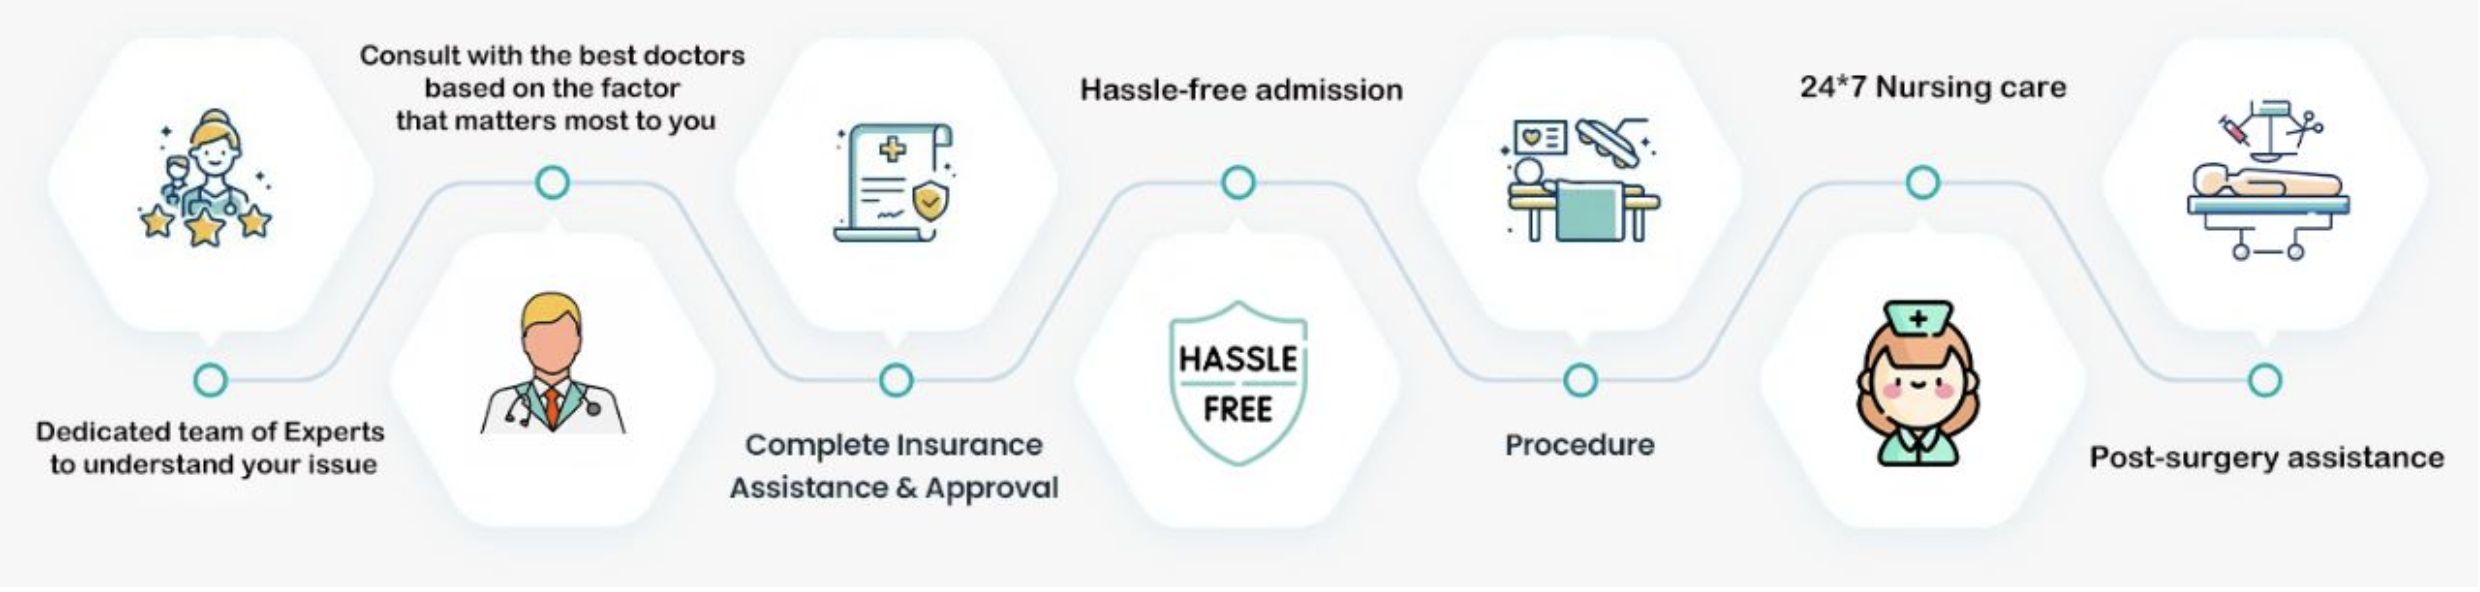 Dedicated team of Experts
to understand your issue
Consult with the best doctors
based on the factor
that matters most to you
Complete Insurance
Assistance & Approval
Hassle-free admission
HASSLE
FREE
Procedure
24*7 Nursing care
Post-surgery assistance